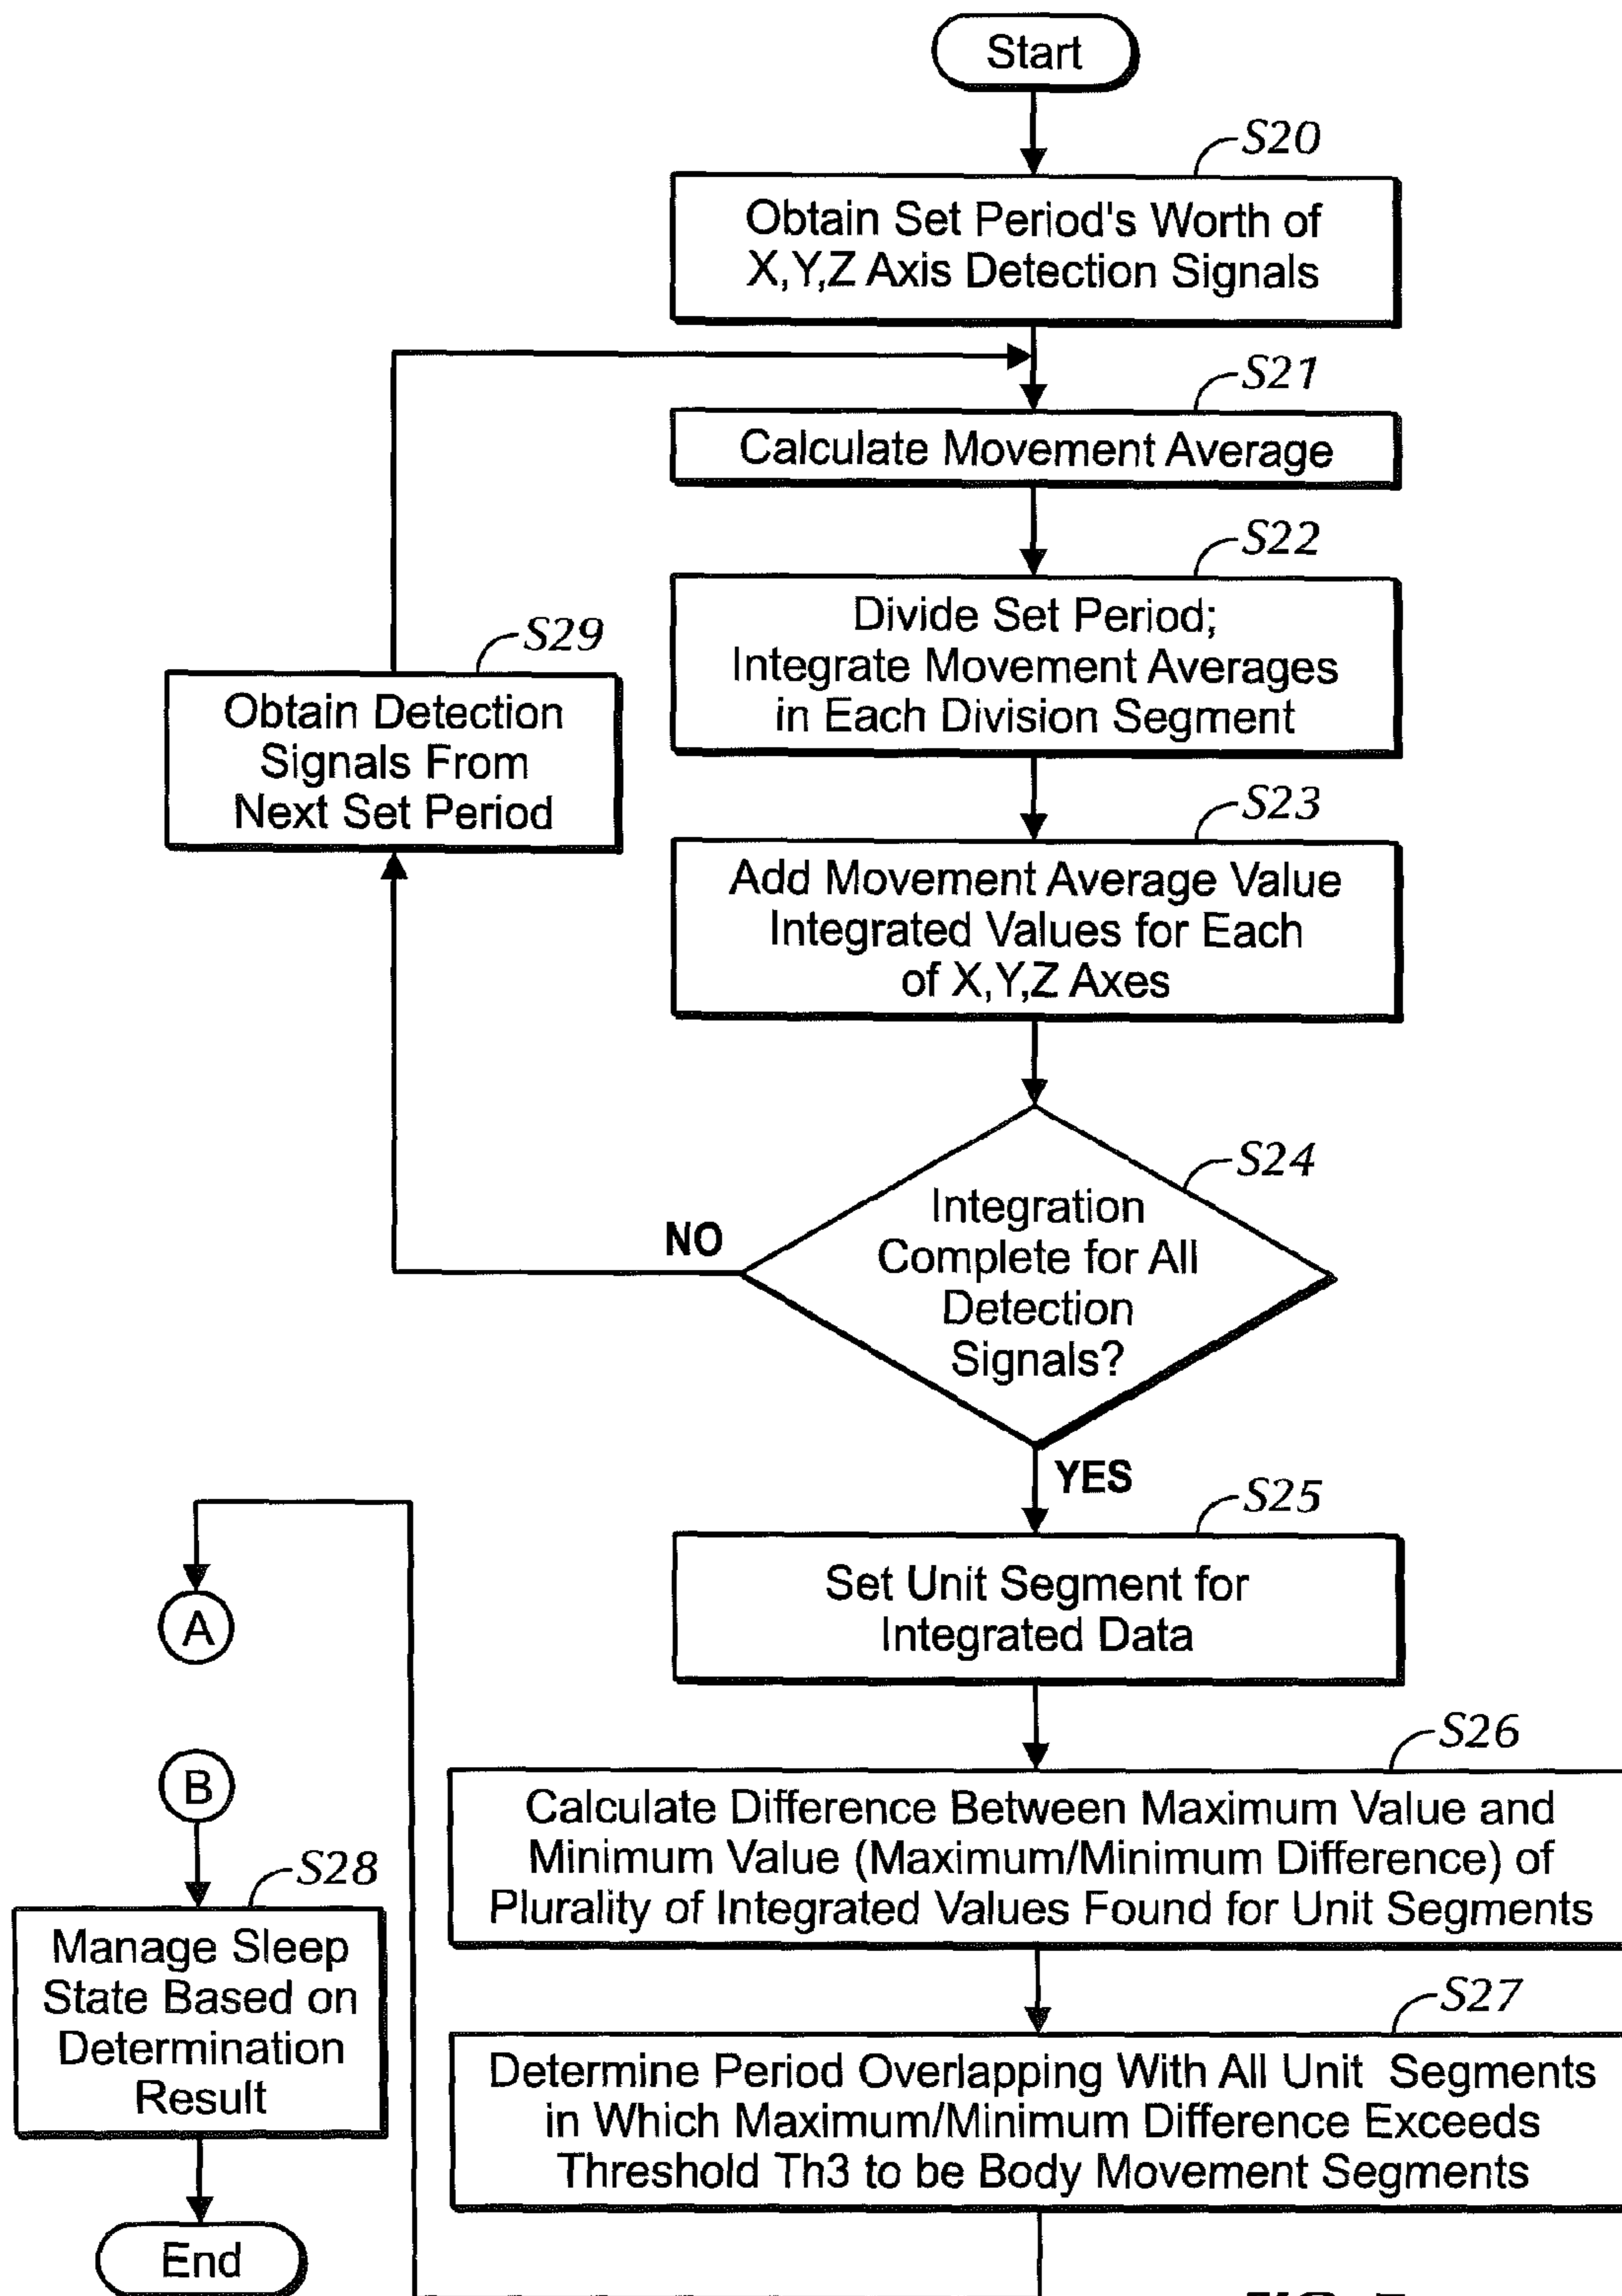 Start
S20
Obtain Set Period's Worth of
X,Y,Z Axis Detection Signals
S21
Calculate Movement Average
S22
Divide Set Period;
Integrate Movement Averages
in Each Division Segment
S29
Obtain Detection
Signals From
Next Set Period
S23
Add Movement Average Value
Integrated Values for Each
of X,Y,Z Axes
S24
Integration
Complete for All
Detection
Signals?
NO
YES
S25
Set Unit Segment for
Integrated Data
A
S26
Calculate Difference Between Maximum Value and
Minimum Value (Maximum/Minimum Difference) of
Plurality of Integrated Values Found for Unit Segments
B
S28
Manage Sleep
State Based on
Determination
Result
S27
Determine Period Overlapping With All Unit Segments
in Which Maximum/Minimum Difference Exceeds
Threshold Th3 to be Body Movement Segments
End